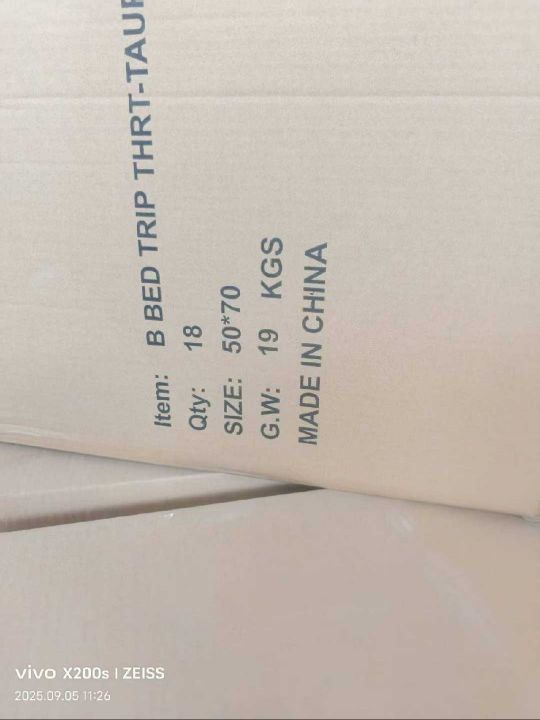 Item: B BED TRIP THRT-TAUP
Qty: 18
SIZE: 50*70
G.W: 19 KGS
MADE IN CHINA
vivo X200s | ZEISS
2025.09.05 11:26